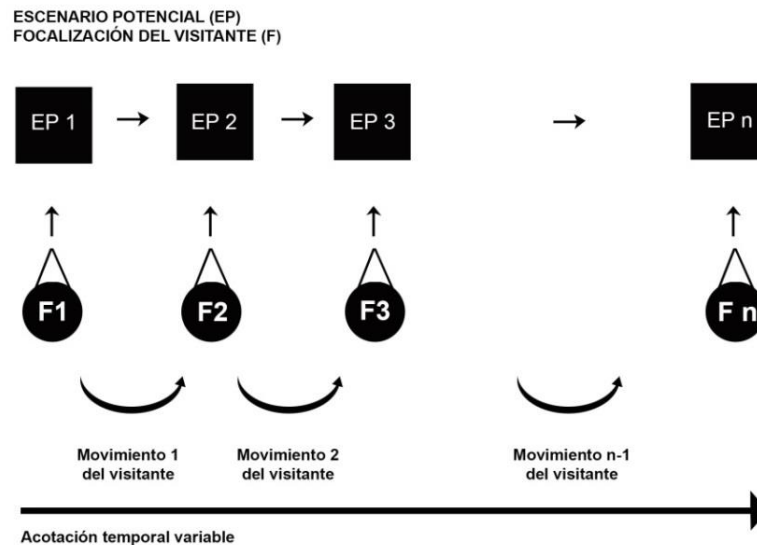 ESCENARIO POTENCIAL (EP)
FOCALIZACIÓN DEL VISITANTE (F)
EP 1
EP 2
EP 3
EP n
F1
F2
F3
F n
Movimiento 1
del visitante
Movimiento 2
del visitante
Movimiento n-1
del visitante
Acotación temporal variable